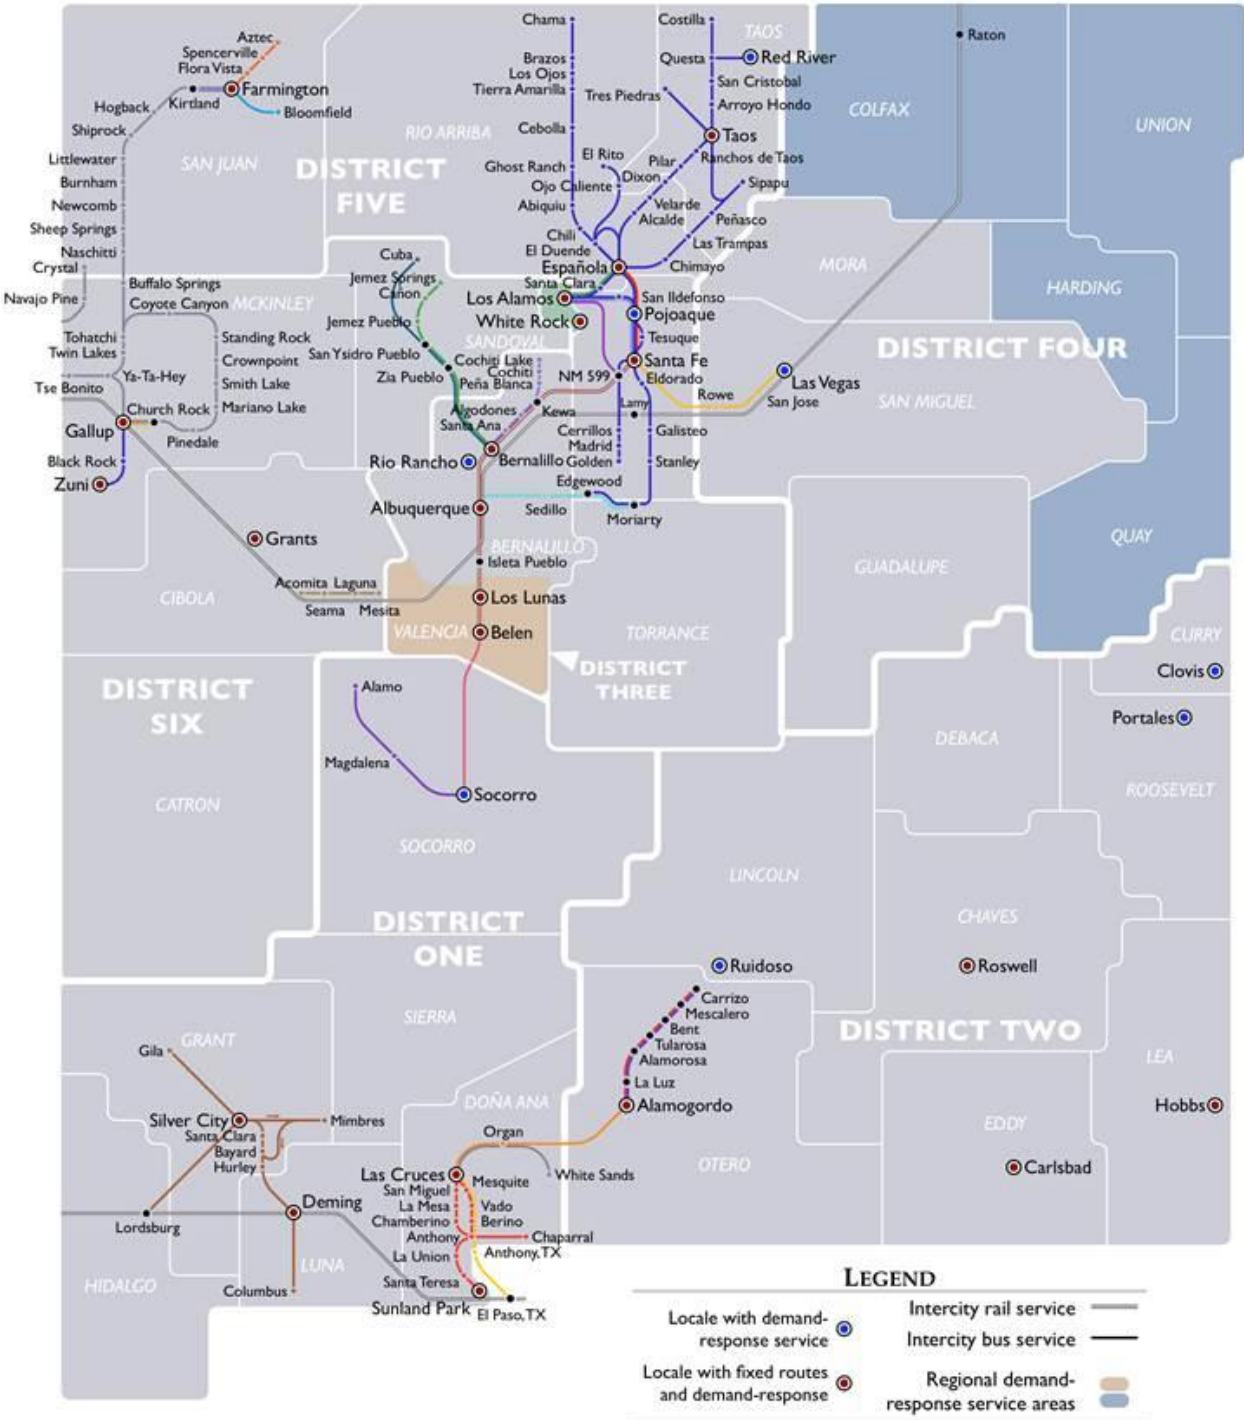 Chama
Costilla
TAOS
Raton
Aztec
Spencerville
Flora Vista
Brazos
Los Ojos
Tierra Amarilla
Questa
Red River
San Cristobal
Tres Piedras
Arroyo Hondo
Farmington
Kirtland
Hogback
Bloomfield
Shiprock
COLFAX
UNION
RIO ARRIBA
Cebolla
Taos
Littlewater
SAN JUAN
DISTRICT
FIVE
El Rito
Pilar
Ranchos de Taos
Ghost Ranch
Dixon
Ojo Caliente
Sipapu
Burnham
Newcomb
Abiquiu
Velarde
Alcalde
Peñasco
Sheep Springs
Chili
El Duende
Las Trampas
Naschitti
Crystal
Cuba
Española
Chimayo
MORA
Buffalo Springs
Jemez Springs
Cañon
Santa Clara
HARDING
Navajo Pine
Coyote Canyon
MCKINLEY
Los Alamos
San Ildefonso
Pojoaque
Jemez Pueblo
White Rock
Tohatchi
Twin Lakes
Standing Rock
SANDOVAL
Tesuque
San Ysidro Pueblo
Cochiti Lake
Cochiti
Peña Blanca
Santa Fe
DISTRICT FOUR
Crownpoint
Ya-Ta-Hey
Zia Pueblo
NM 599
Eldorado
Las Vegas
Tse Bonito
Smith Lake
Rowe
San Jose
SAN MIGUEL
Church Rock
Mariano Lake
Algodones
Santa Ana
Kewa
Lamy
Gallup
Pinedale
Cerrillos
Madrid
Golden
Galisteo
Black Rock
Rio Rancho
Bernalillo
Stanley
Zuni
Edgewood
Albuquerque
Sedillo
Moriarty
Grants
BERNALILLO
QUAY
Isleta Pueblo
GUADALUPE
Acomita Laguna
CIBOLA
Seama
Mesita
Los Lunas
VALENCIA
Belen
TORRANCE
CURRY
DISTRICT
THREE
Clovis
DISTRICT
SIX
Alamo
Portales
DEBACA
Magdalena
Socorro
ROOSEVELT
CATRON
SOCORRO
LINCOLN
DISTRICT
ONE
CHAVES
Ruidoso
Roswell
Carrizo
Mescalero
Bent
Tularosa
Alamorosa
SIERRA
DISTRICT TWO
GRANT
Gila
LEA
La Luz
DOÑA ANA
Alamogordo
Hobbs
Silver City
Mimbres
Santa Clara
Bayard
Hurley
Organ
EDDY
OTERO
Carlsbad
Las Cruces
Mesquite
White Sands
San Miguel
La Mesa
Chamberino
Vado
Berino
Deming
Lordsburg
Anthony
Chaparral
La Union
Anthony, TX
LUNA
HIDALGO
Columbus
Santa Teresa
Sunland Park
El Paso, TX
LEGEND
Locale with demand-
response service
Intercity rail service
Intercity bus service
Locale with fixed routes
and demand-response
Regional demand-
response service areas